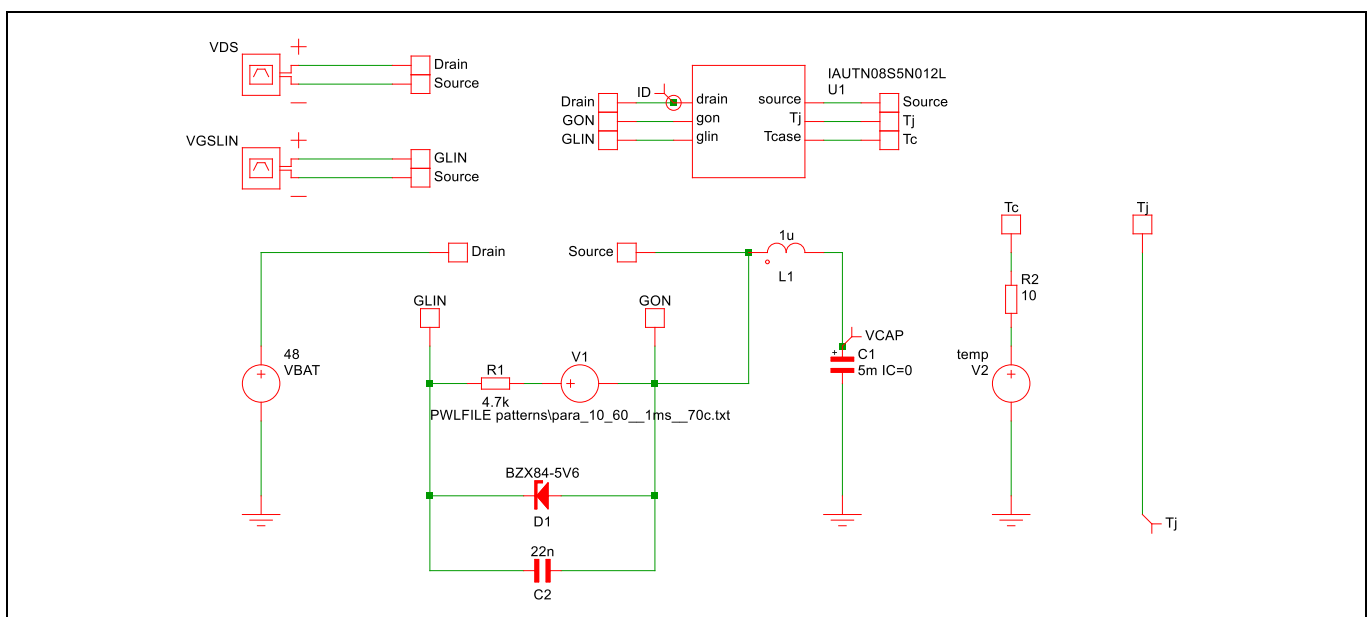 VDS
+
Drain
Source
−
VGSLIN
+
GLIN
Source
−
IAUTN08S5N012L
U1
ID
Drain
GON
GLIN
drain
gon
glin
source
Tj
Tcase
Source
Tj
Tc
Drain
Source
1u
L1
Tc
Tj
GLIN
GON
R2
10
48
VBAT
+
R1
4.7k
V1
+
PWLFILE patterns\para_10_60__1ms__70c.txt
VCAP
+
C1
5m IC=0
temp
V2
+
BZX84-5V6
D1
22n
C2
Tj